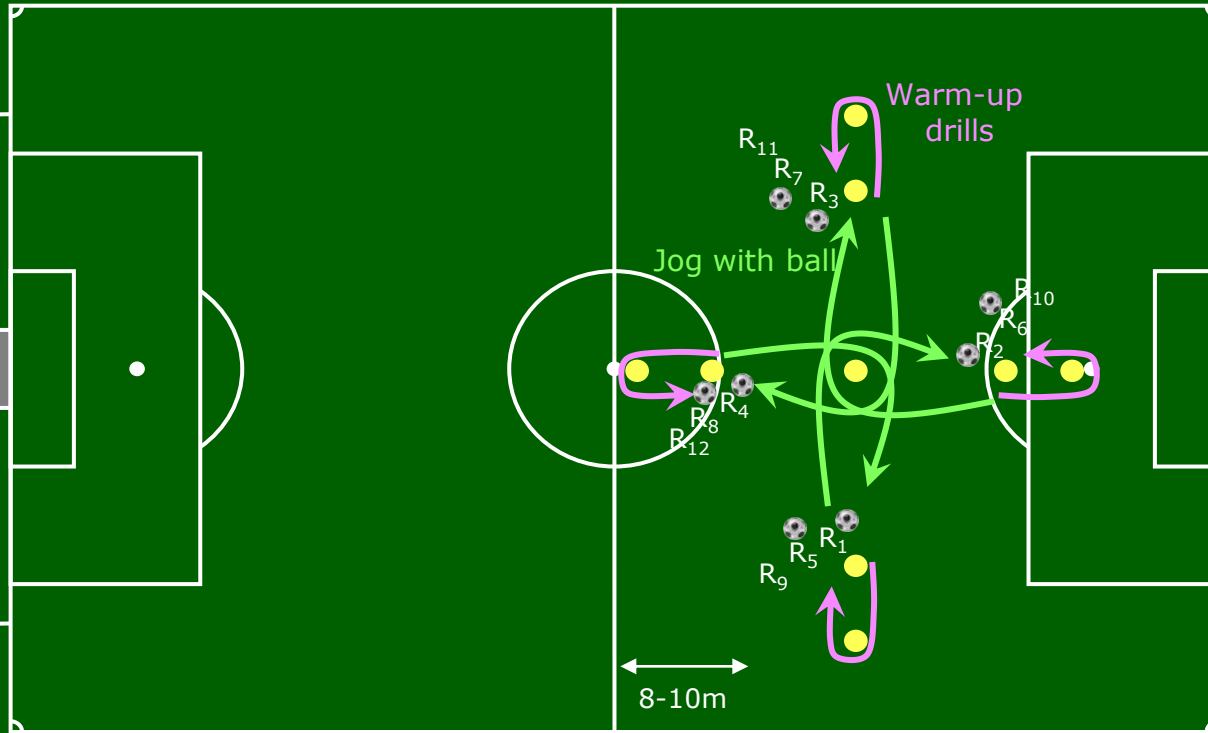 Warm-up
drills
R11
R7
R3
Jog with ball
R10
R6
R2
R4
R8
R12
R1
R5
R9
8-10m